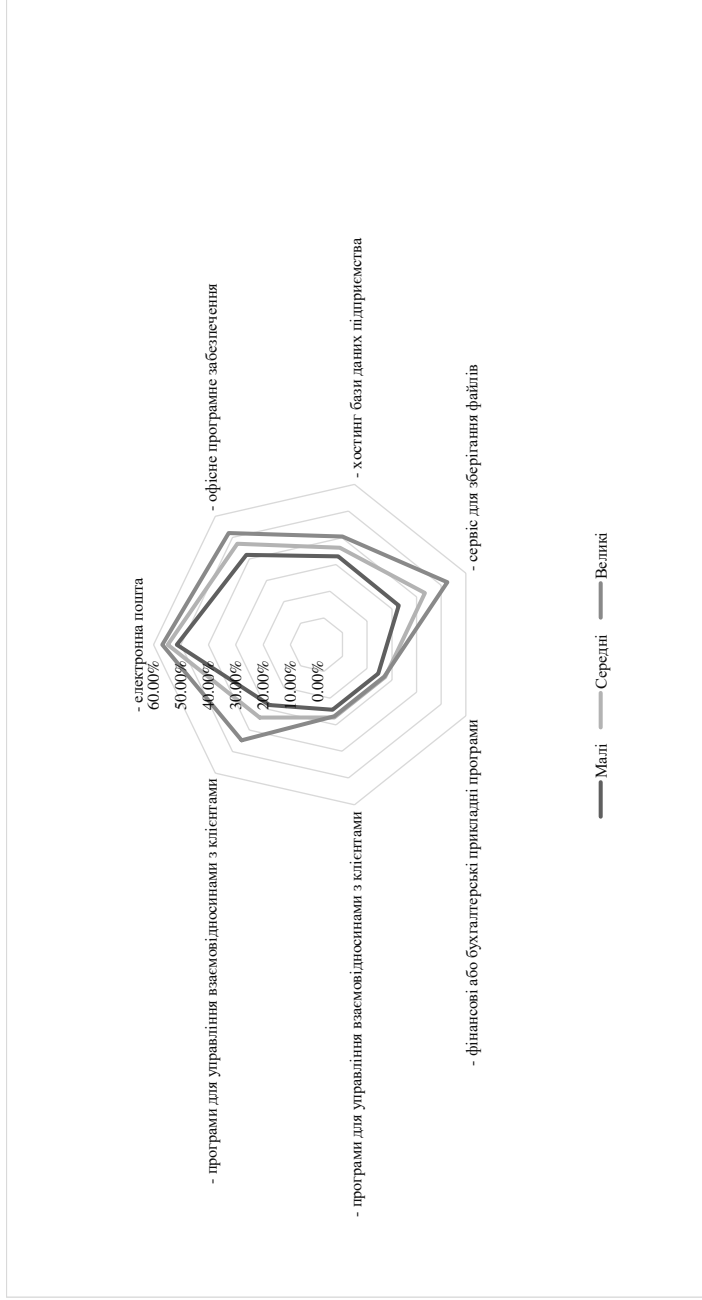 - електронна пошта
60.00%
50.00%
40.00%
30.00%
20.00%
10.00%
0.00%
- офісне програмне забезпечення
- хостинг бази даних підприємства
- сервіс для зберігання файлів
- фінансові або бухгалтерські прикладні програми
- програми для управління взаємовідносинами з клієнтами
- програми для управління взаємовідносинами з клієнтами
Малі
Середні
Великі